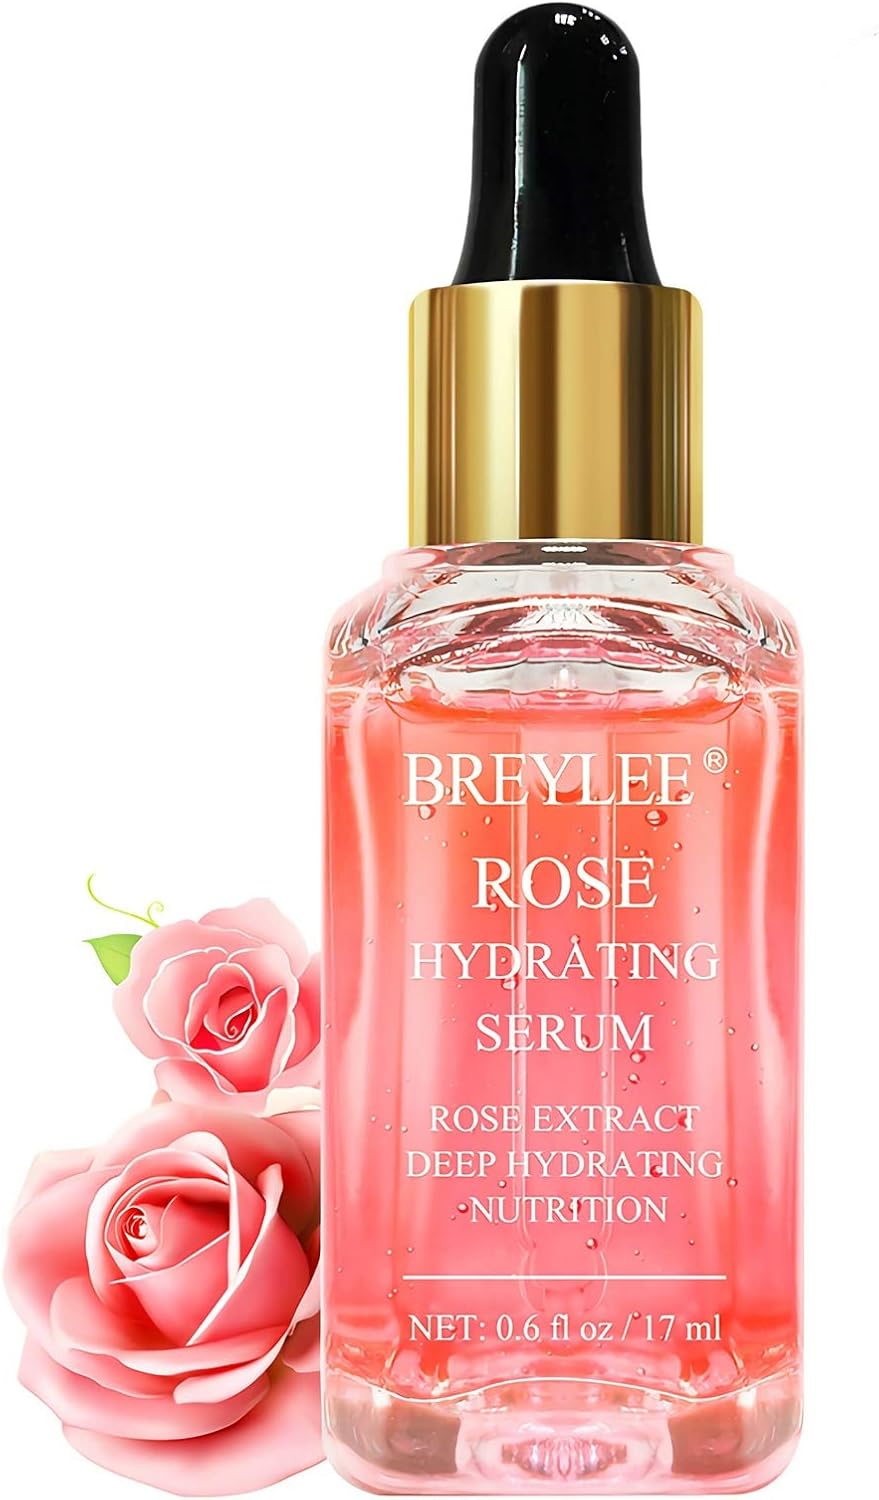 BREYLEE®
ROSE
HYDRATING
SERUM
ROSE EXTRACT
DEEP HYDRATING
NUTRITION
NET: 0.6 fl oz / 17 ml